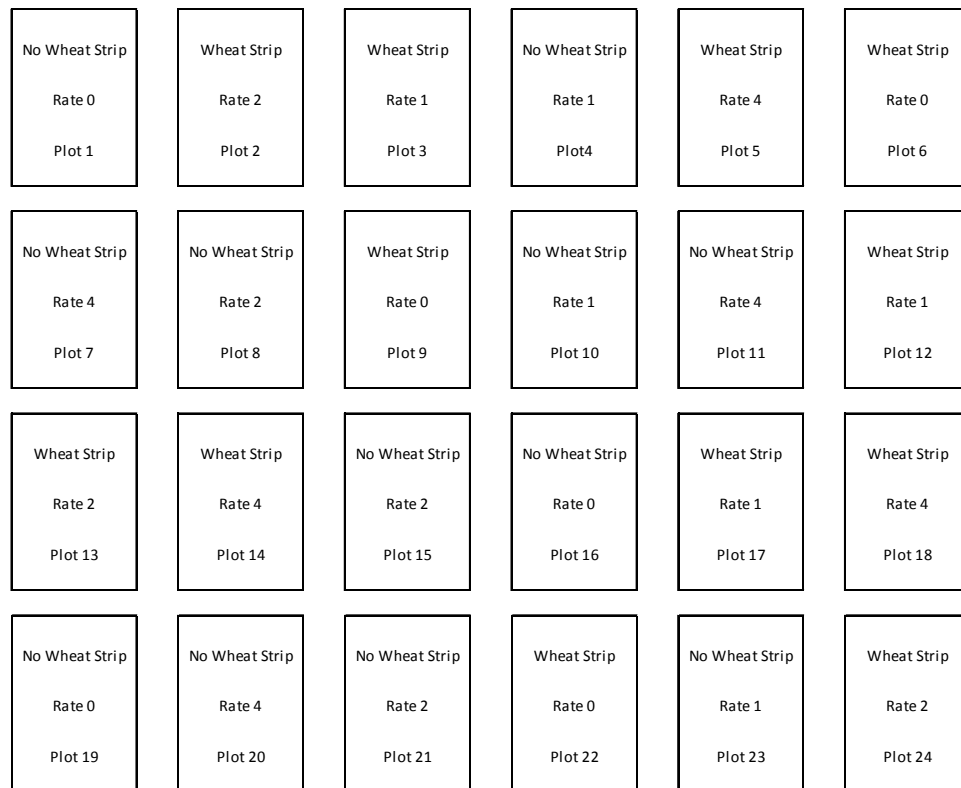 No Wheat Strip
Rate 0
Plot 1
Wheat Strip
Rate 2
Plot 2
Wheat Strip
Rate 1
Plot 3
No Wheat Strip
Rate 1
Plot4
Wheat Strip
Rate 4
Plot 5
Wheat Strip
Rate 0
Plot 6
No Wheat Strip
Rate 4
Plot 7
No Wheat Strip
Rate 2
Plot 8
Wheat Strip
Rate 0
Plot 9
No Wheat Strip
Rate 1
Plot 10
No Wheat Strip
Rate 4
Plot 11
Wheat Strip
Rate 1
Plot 12
Wheat Strip
Rate 2
Plot 13
Wheat Strip
Rate 4
Plot 14
No Wheat Strip
Rate 2
Plot 15
No Wheat Strip
Rate 0
Plot 16
Wheat Strip
Rate 1
Plot 17
Wheat Strip
Rate 4
Plot 18
No Wheat Strip
Rate 0
Plot 19
No Wheat Strip
Rate 4
Plot 20
No Wheat Strip
Rate 2
Plot 21
Wheat Strip
Rate 0
Plot 22
No Wheat Strip
Rate 1
Plot 23
Wheat Strip
Rate 2
Plot 24